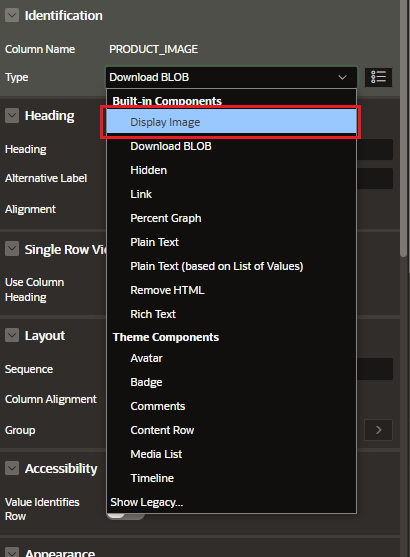 Identification
Column Name PRODUCT_IMAGE
Type Download BLOB
Built-in Components
Display Image
Heading
Download BLOB
Heading
Hidden
Alternative Label
Link
Alignment
Percent Graph
Plain Text
Single Row Vi
Plain Text (based on List of Values)
Use Column
Heading
Remove HTML
Rich Text
Layout
Theme Components
Avatar
Sequence
Badge
Column Alignment
Comments
Group
Content Row
Media List
Accessibility
Timeline
Value Identifies
Row
Show Legacy...
Appearance